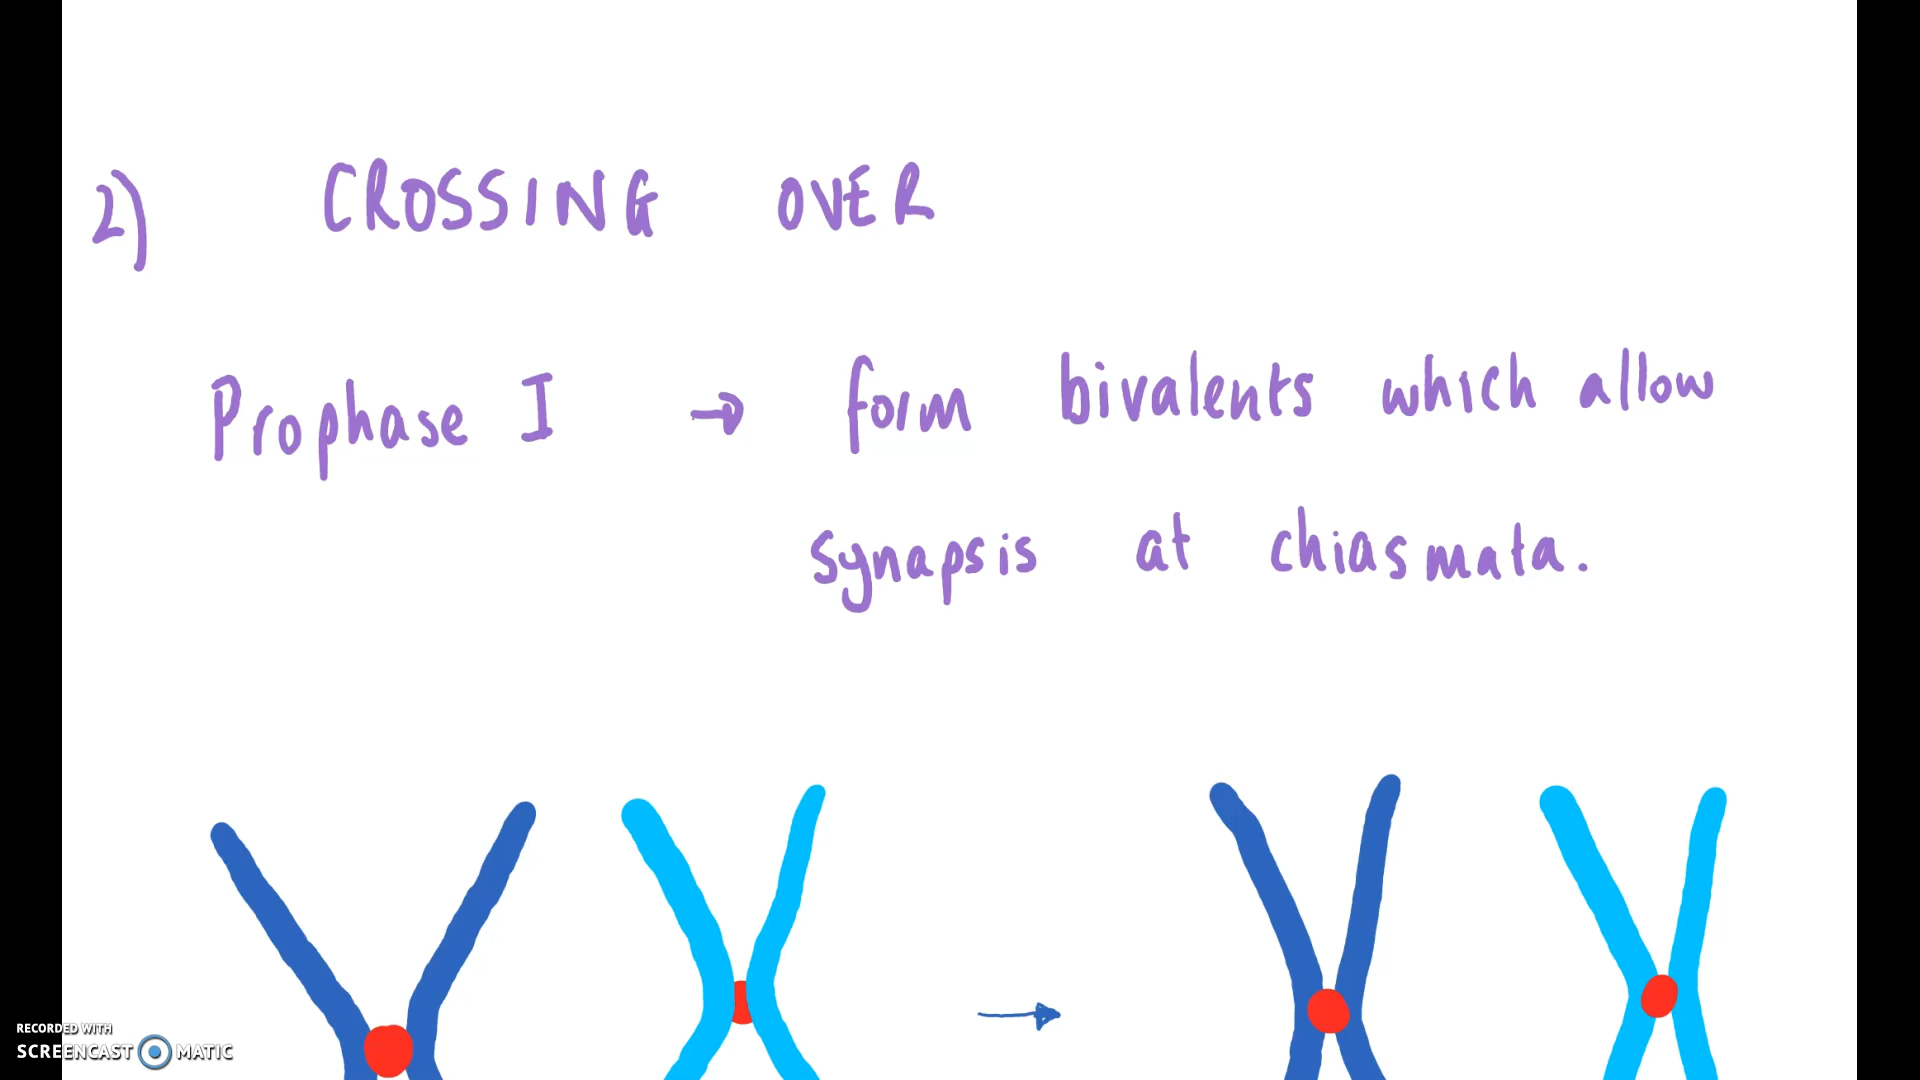 2) CROSSING OVER
Prophase I → form bivalents which allow
synapsis at chiasmata.
RECORDED WITH
SCREENCAST MATIC